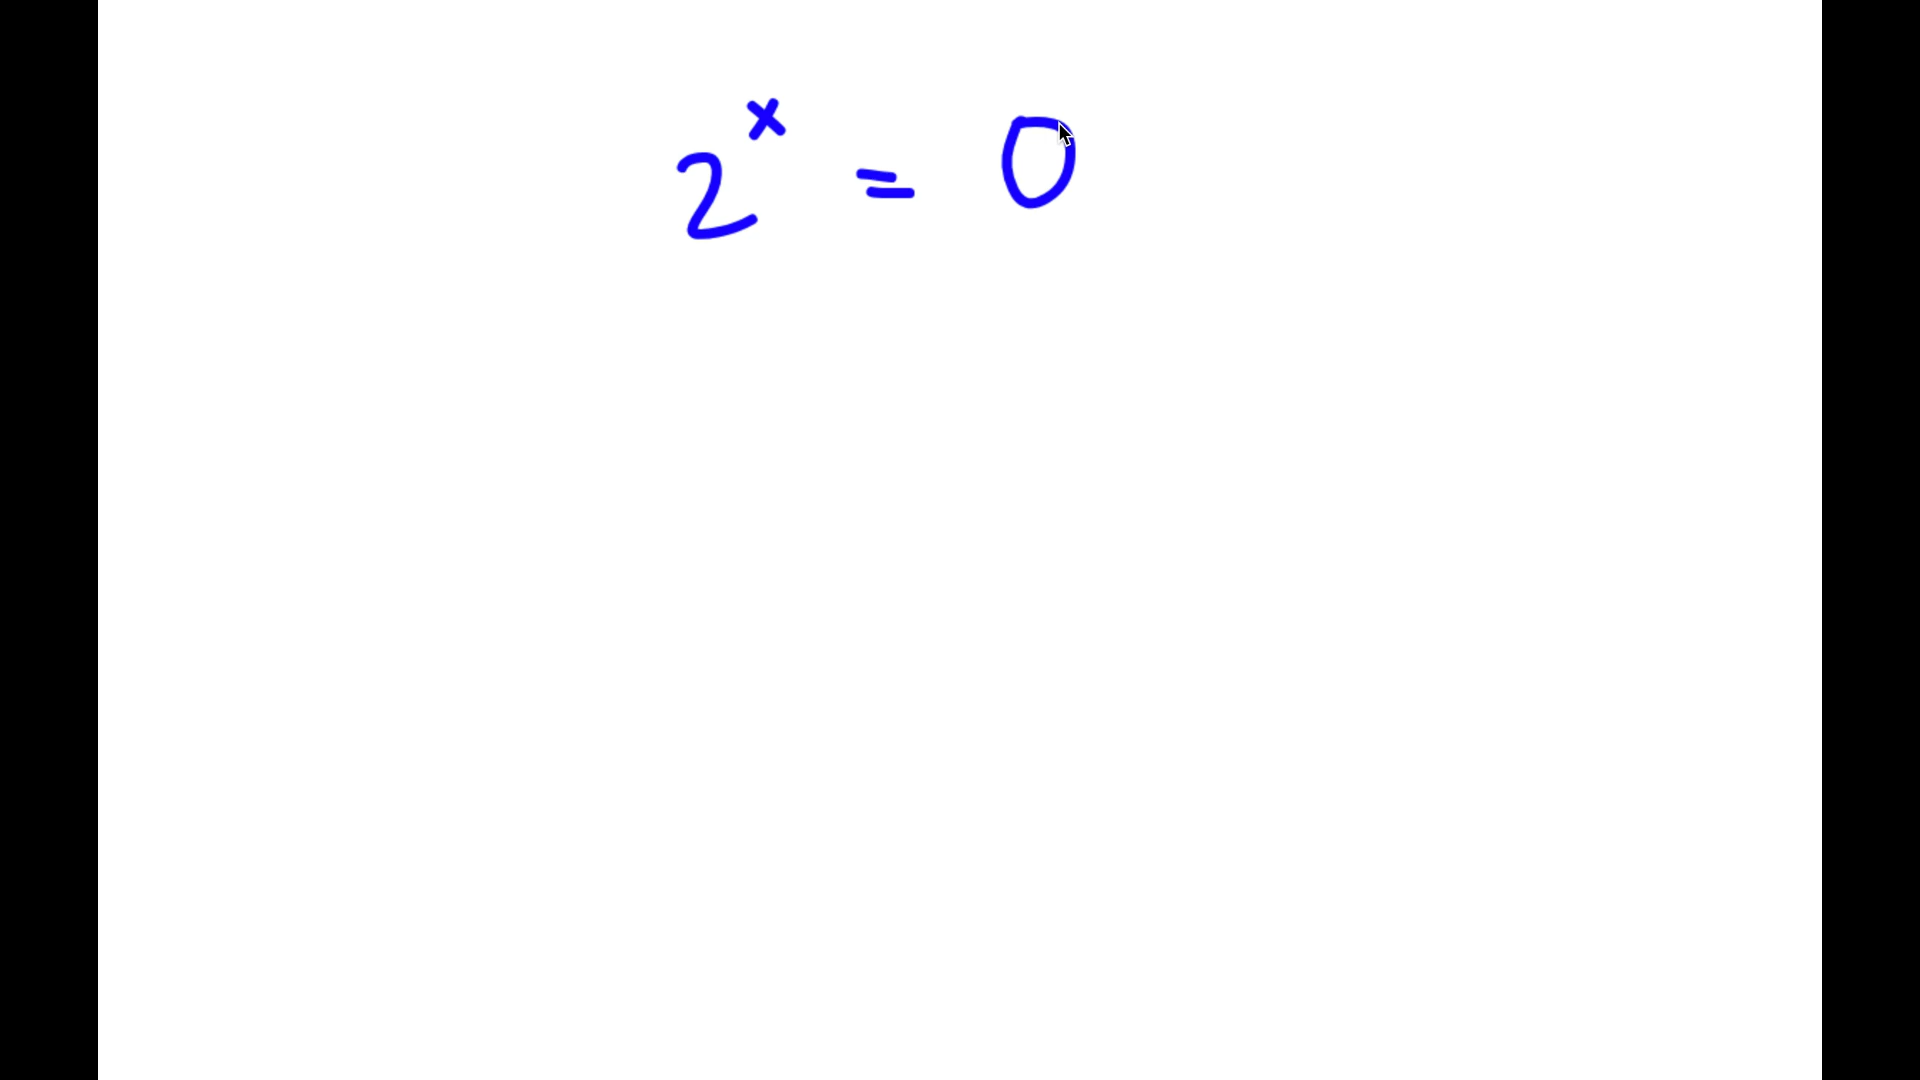 2^x = 0